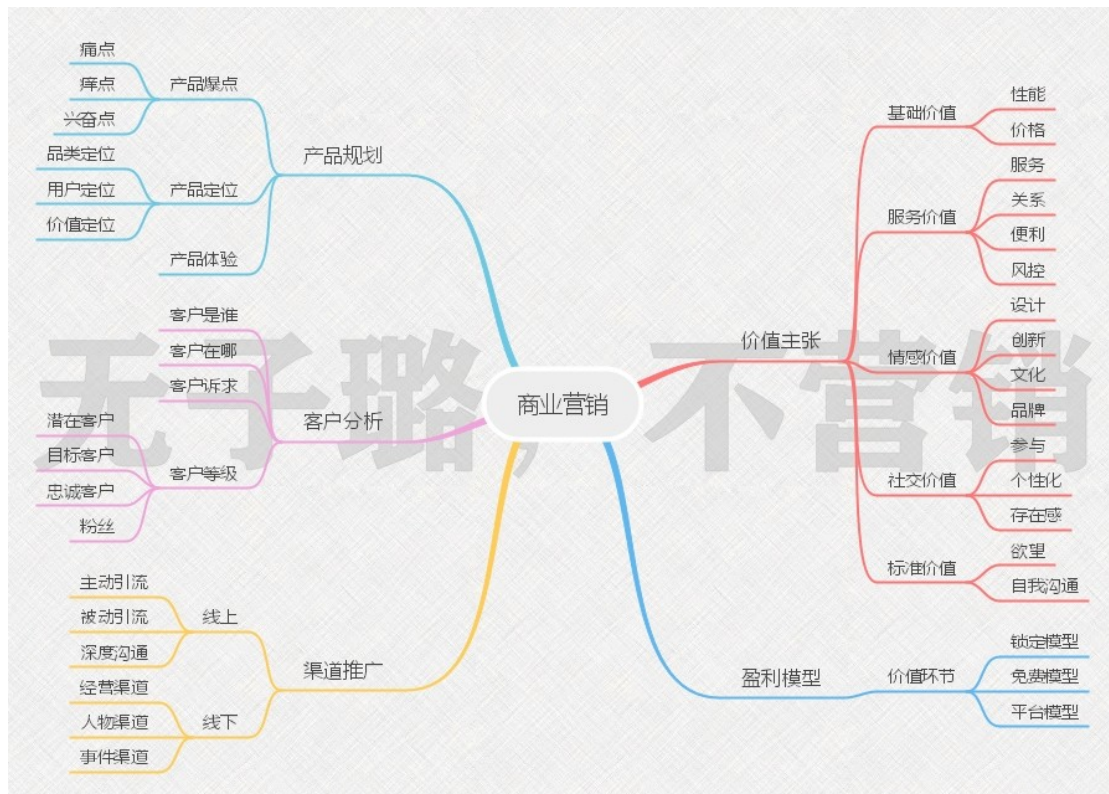 商业营销
产品规划
产品爆点
痛点
痒点
兴奋点
产品定位
品类定位
用户定位
价值定位
产品体验
客户分析
客户是谁
客户在哪
客户诉求
客户等级
潜在客户
目标客户
忠诚客户
粉丝
渠道推广
线上
主动引流
被动引流
深度沟通
线下
经营渠道
人物渠道
事件渠道
价值主张
基础价值
性能
价格
服务价值
服务
关系
便利
风控
情感价值
设计
创新
文化
品牌
社交价值
参与
个性化
存在感
标准价值
欲望
自我沟通
盈利模型
价值环节
锁定模型
免费模型
平台模型
无子璐，不营销